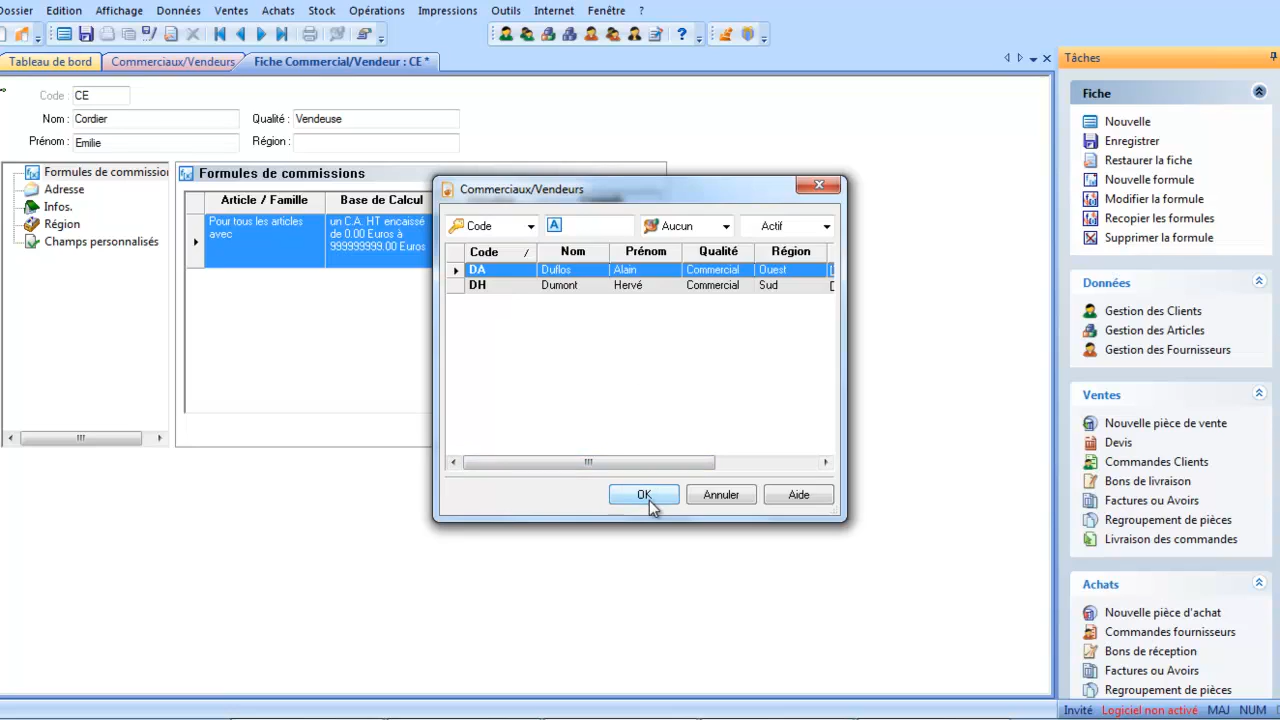 Dossier Edition Affichage Données Ventes Achats Stock Opérations Impressions Outils Internet Fenêtre ?
Tableau de bord Commerciaux/Vendeurs Fiche Commercial/Vendeur : CE *
Code : CE
Nom : Cordier Qualité : Vendeuse
Prénom : Emilie Région :
Formules de commission
Adresse
Infos.
Région
Champs personnalisés
Formules de commissions
Article / Famille Base de Calcul
Pour tous les articles avec
un C.A. HT encaissé de 0.00 Euros à 999999999.00 Euros
Commerciaux/Vendeurs
Code Aucun Actif
Code Nom Prénom Qualité Région
DA Duflos Alain Commercial Ouest
DH Dumont Hervé Commercial Sud
OK Annuler Aide
Tâches
Fiche
Nouvelle
Enregistrer
Restaurer la fiche
Nouvelle formule
Modifier la formule
Recopier les formules
Supprimer la formule
Données
Gestion des Clients
Gestion des Articles
Gestion des Fournisseurs
Ventes
Nouvelle pièce de vente
Devis
Commandes Clients
Bons de livraison
Factures ou Avoirs
Regroupement de pièces
Livraison des commandes
Achats
Nouvelle pièce d'achat
Commandes fournisseurs
Bons de réception
Factures ou Avoirs
Regroupement de pièces
Invité Logiciel non activé MAJ NUM